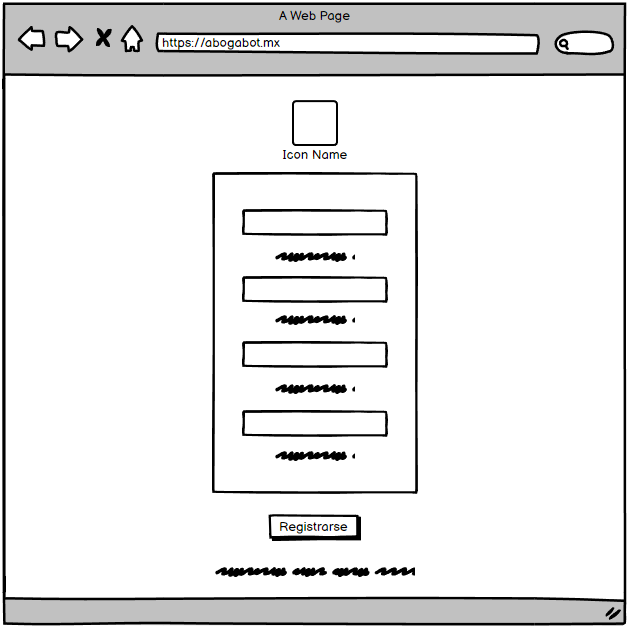 A Web Page
https://abogabot.mx
Icon Name
Registrarse